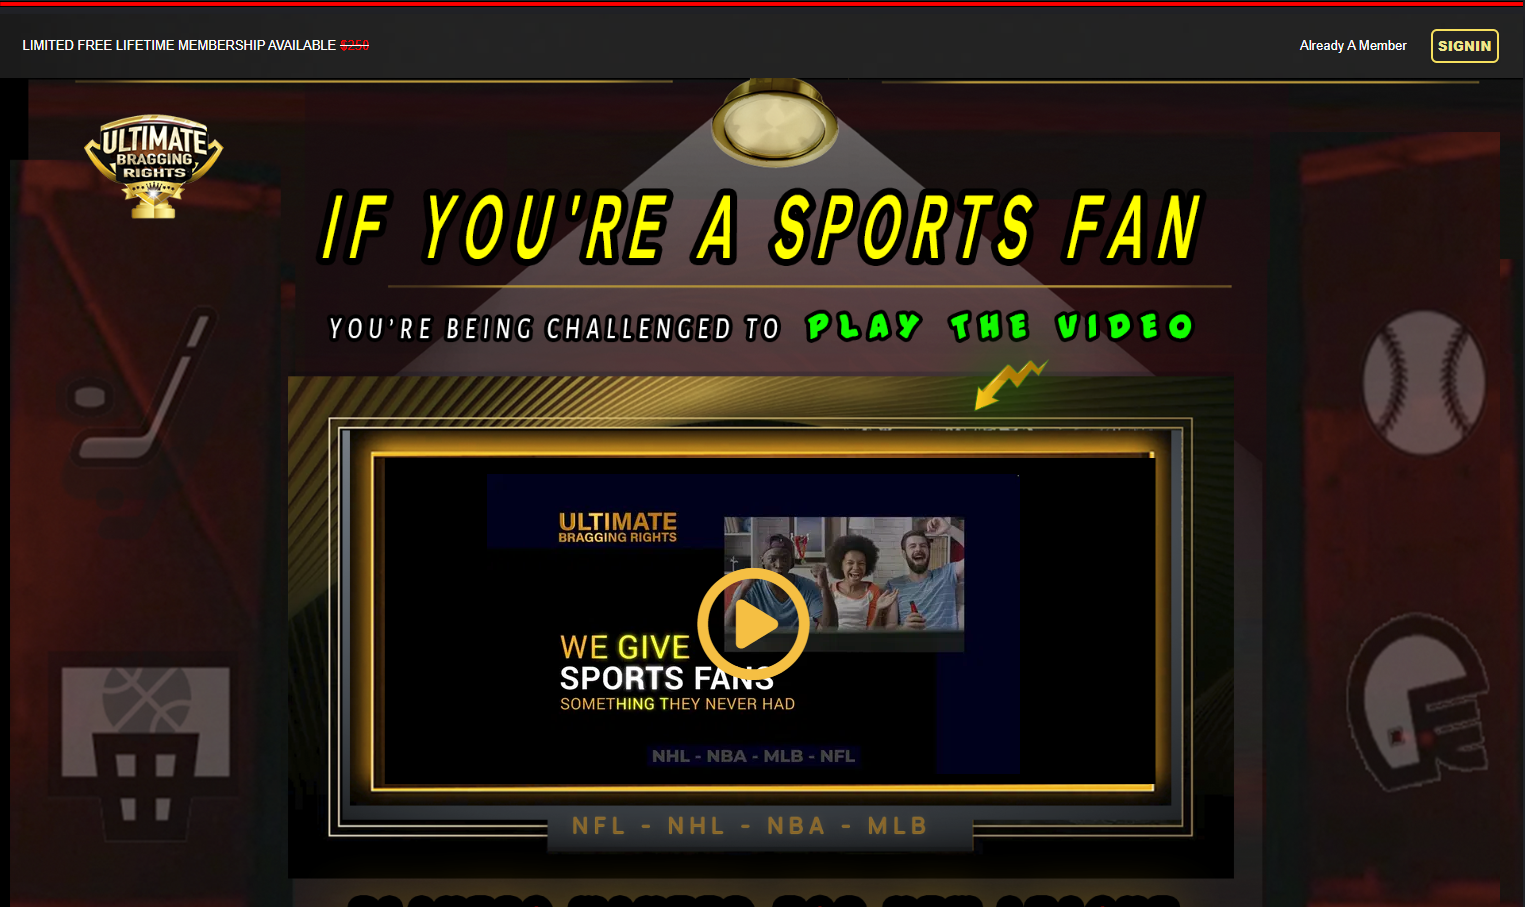 LIMITED FREE LIFETIME MEMBERSHIP AVAILABLE $250
Already A Member
SIGNIN
ULTIMATE
BRAGGING
RIGHTS
IF YOU'RE A SPORTS FAN
YOU'RE BEING CHALLENGED TO PLAY THE VIDEO
ULTIMATE
BRAGGING RIGHTS
WE GIVE
SPORTS FANS
SOMETHING THEY NEVER HAD
NHL - NBA - MLB - NFL
NFL - NHL - NBA - MLB